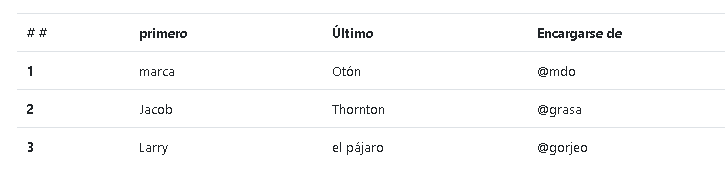 # # primero Último Encargarse de
1 marca Otón @mdo
2 Jacob Thornton @grasa
3 Larry el pájaro @gorjeo